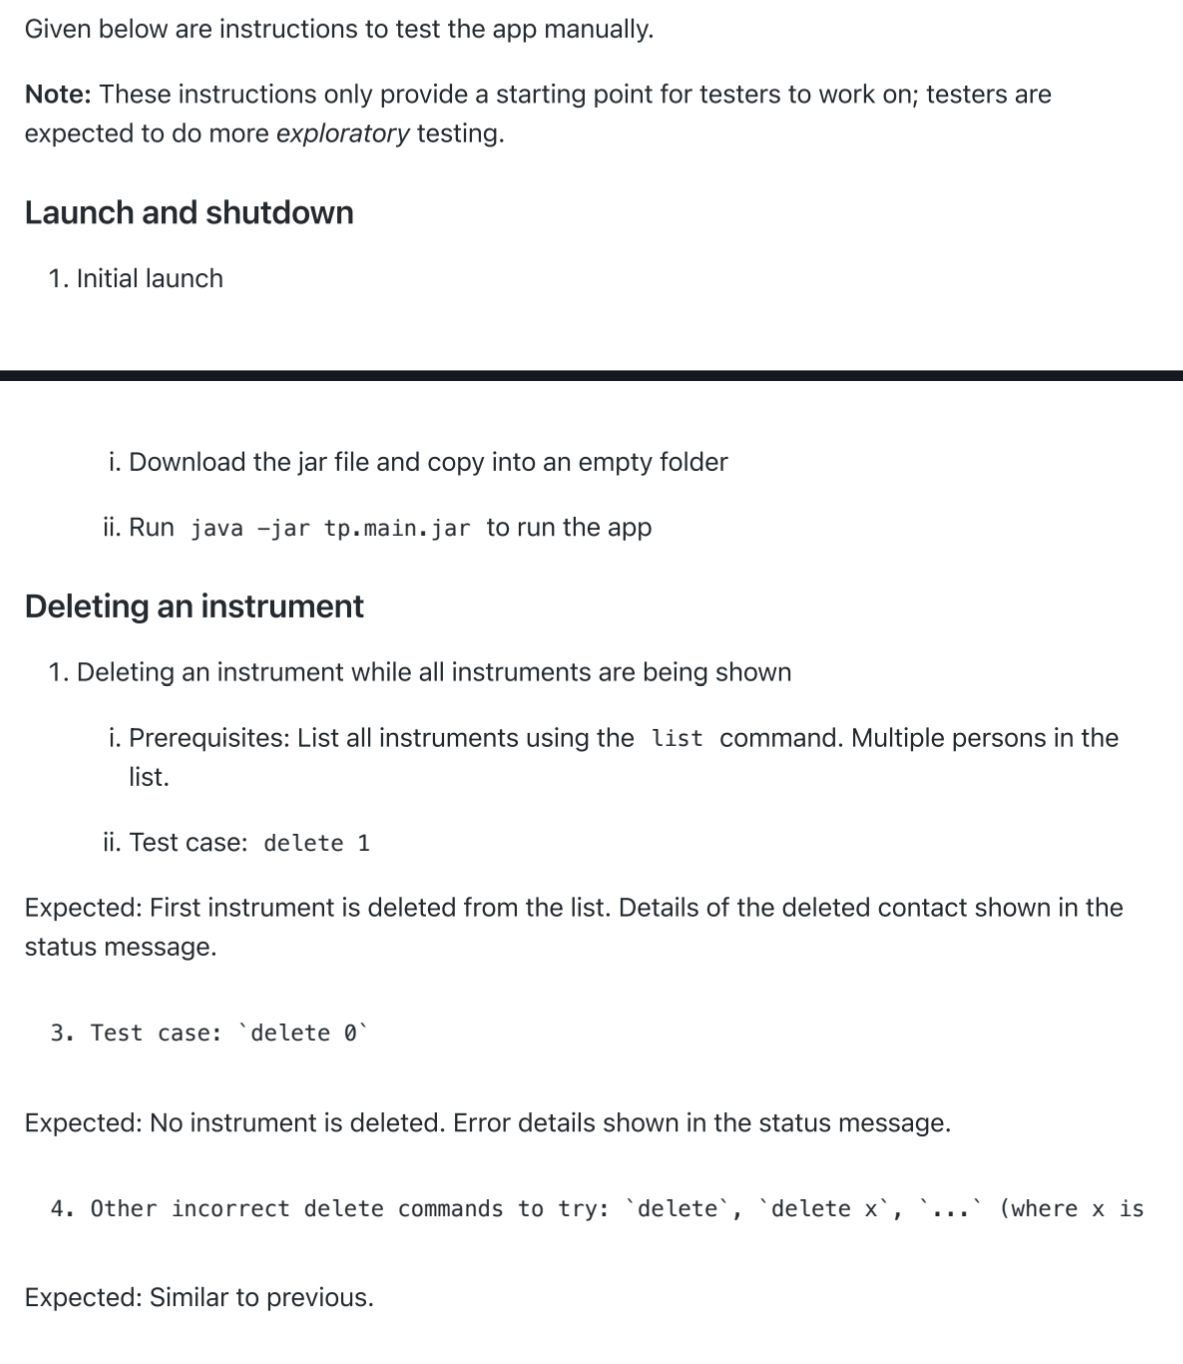 Given below are instructions to test the app manually.
Note: These instructions only provide a starting point for testers to work on; testers are
expected to do more exploratory testing.
Launch and shutdown
1. Initial launch
i. Download the jar file and copy into an empty folder
ii. Run java -jar tp.main.jar to run the app
Deleting an instrument
1. Deleting an instrument while all instruments are being shown
i. Prerequisites: List all instruments using the list command. Multiple persons in the
list.
ii. Test case: delete 1
Expected: First instrument is deleted from the list. Details of the deleted contact shown in the
status message.
3. Test case: `delete 0`
Expected: No instrument is deleted. Error details shown in the status message.
4. Other incorrect delete commands to try: `delete`, `delete x`, `...` (where x is
Expected: Similar to previous.